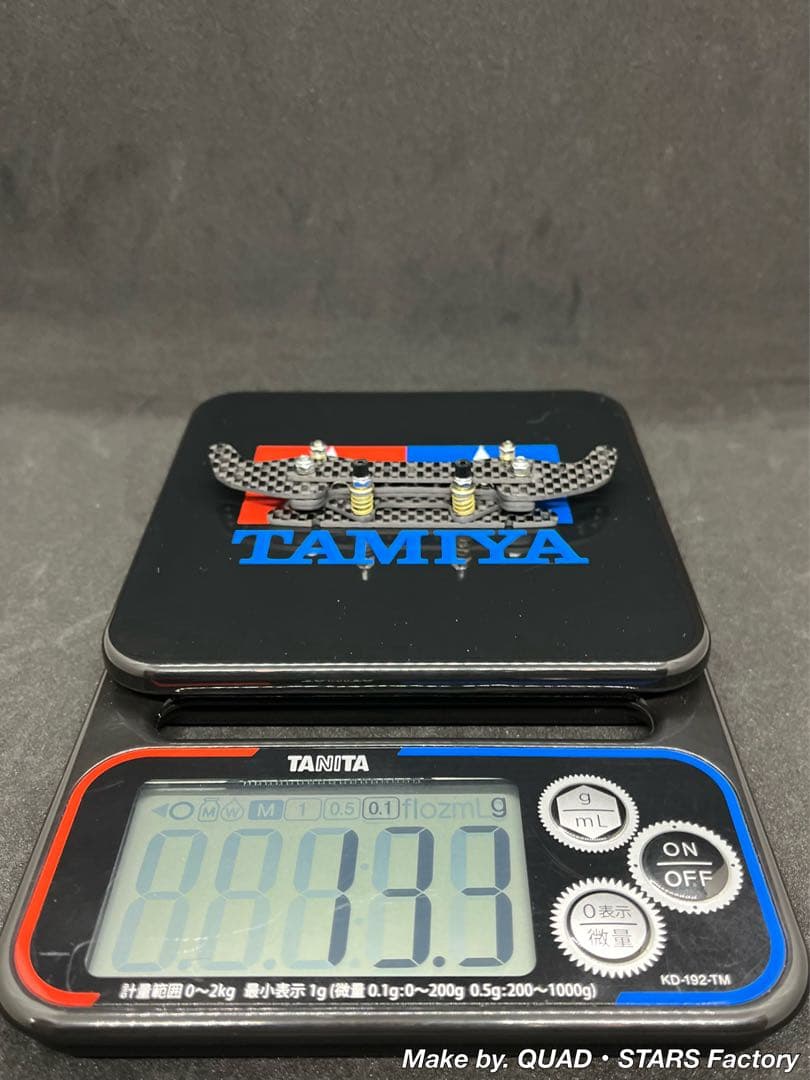 TAMIYA
TANITA
M W M 1 0.5 0.1 floz mL g
13.3
g
mL
ON
OFF
0表示
微量
計量範囲 0〜2kg 最小表示 1g (微量 0.1g:0〜200g 0.5g:200〜1000g)
KD-192-TM
Make by. QUAD・STARS Factory